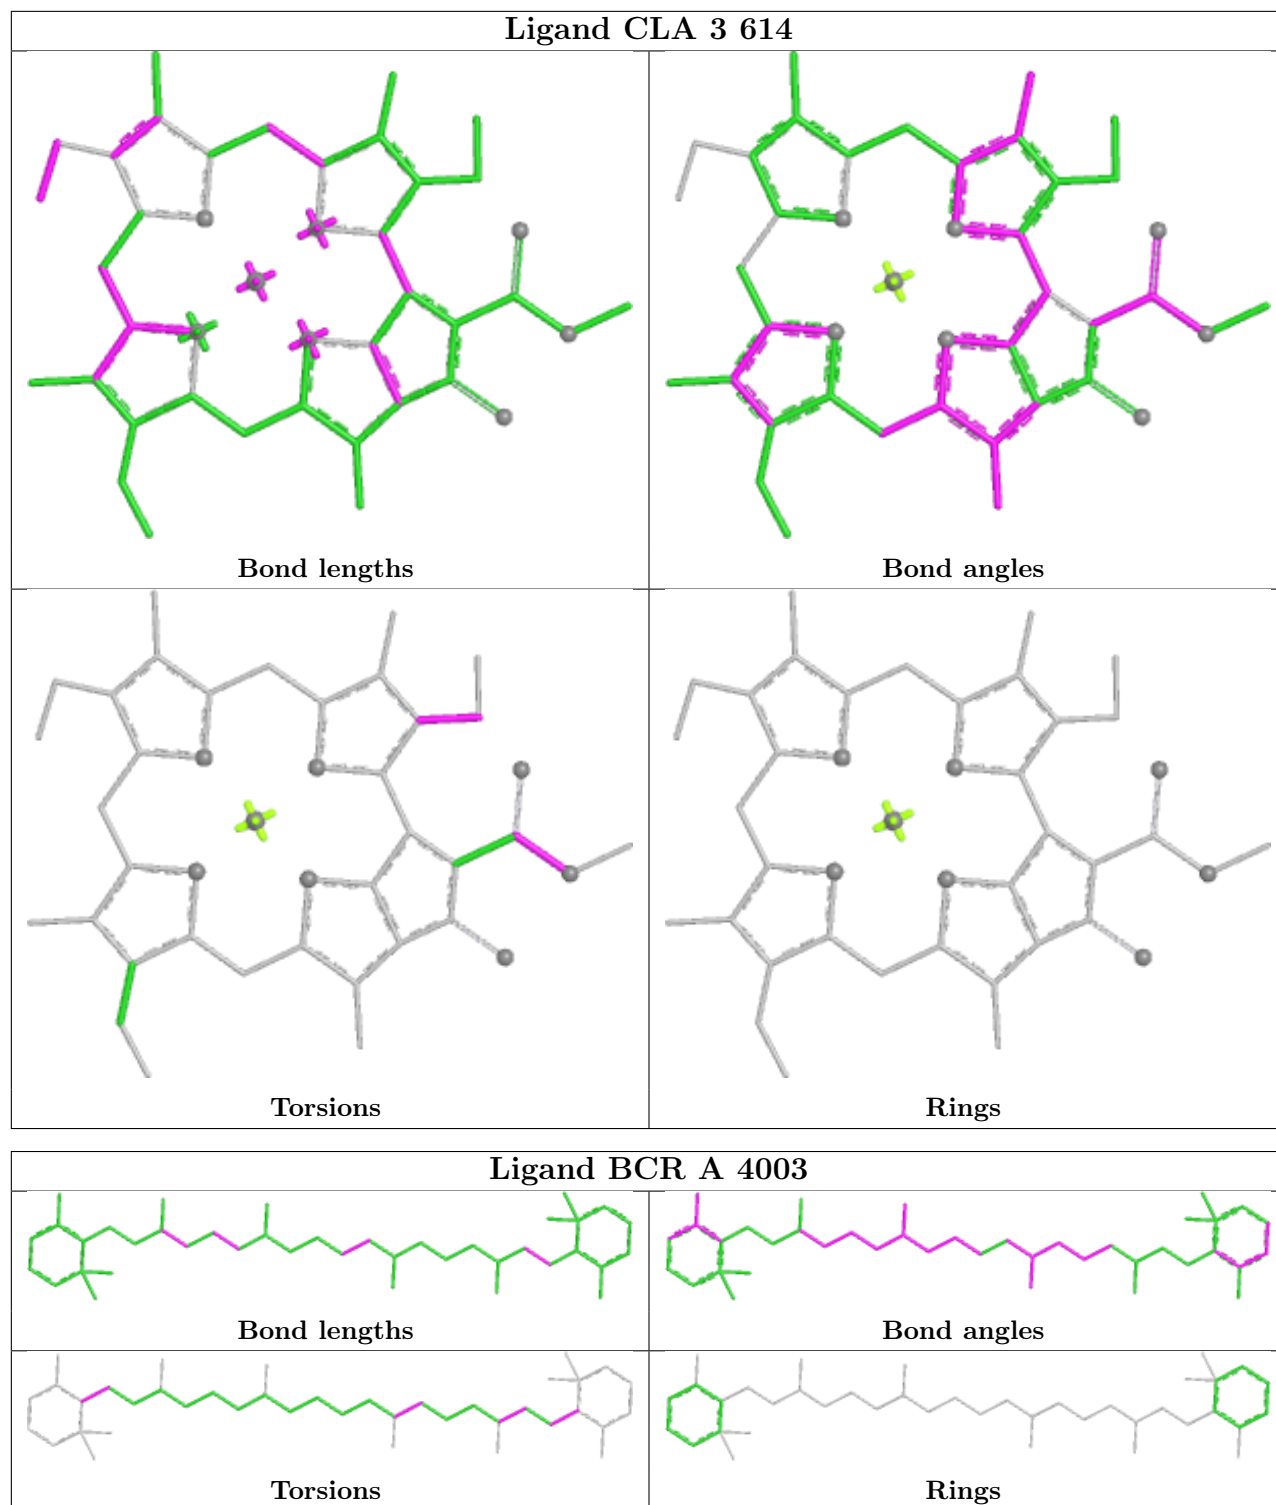 Ligand CLA 3 614
Bond lengths
Bond angles
Torsions
Rings
Ligand BCR A 4003
Bond lengths
Bond angles
Torsions
Rings